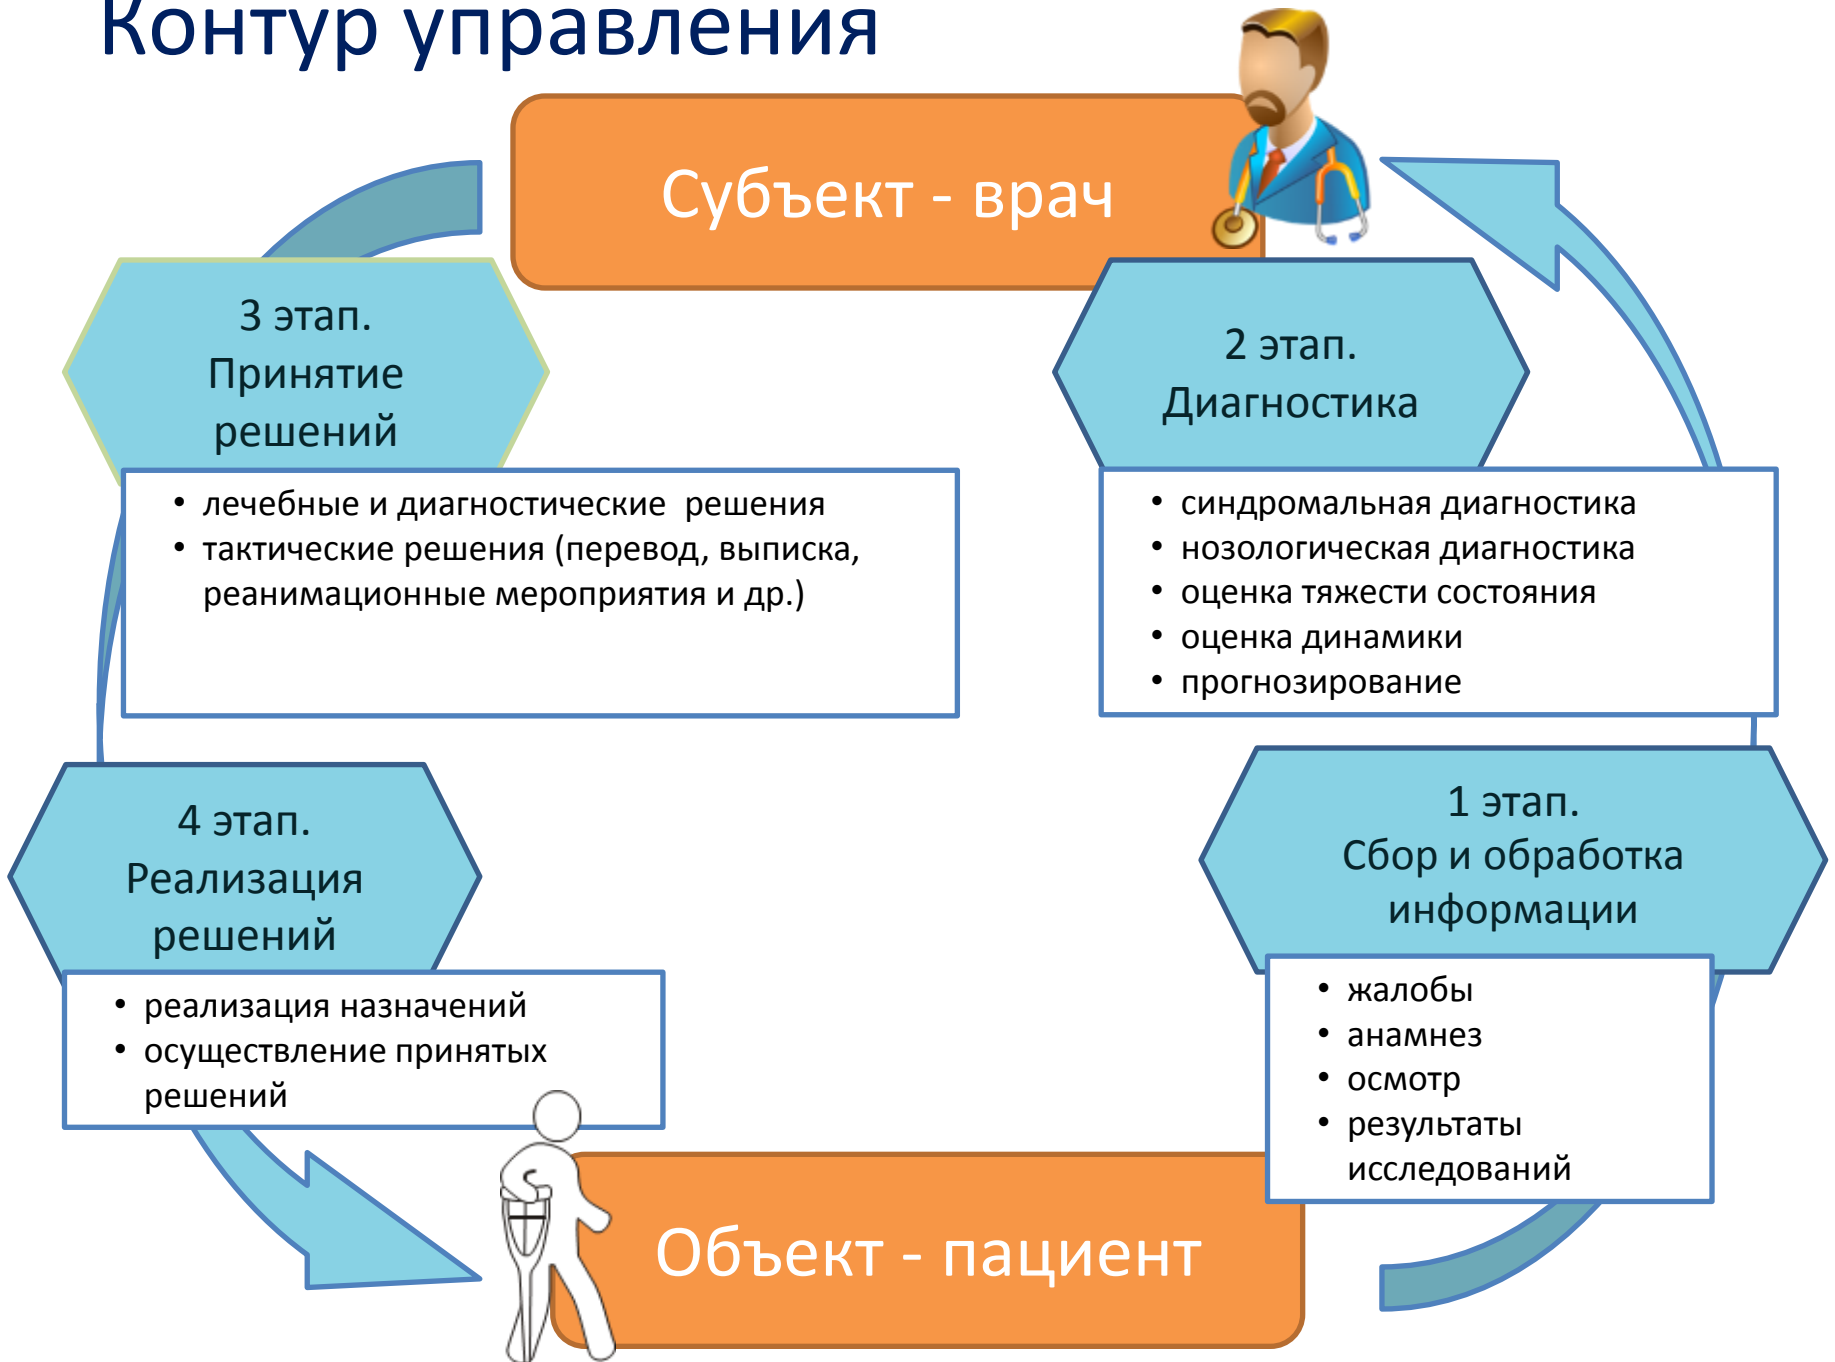 Контур управления
Субъект - врач
3 этап.
Принятие
решений
• лечебные и диагностические решения
• тактические решения (перевод, выписка,
реанимационные мероприятия и др.)
2 этап.
Диагностика
• синдромальная диагностика
• нозологическая диагностика
• оценка тяжести состояния
• оценка динамики
• прогнозирование
4 этап.
Реализация
решений
• реализация назначений
• осуществление принятых
решений
1 этап.
Сбор и обработка
информации
• жалобы
• анамнез
• осмотр
• результаты
исследований
Объект - пациент